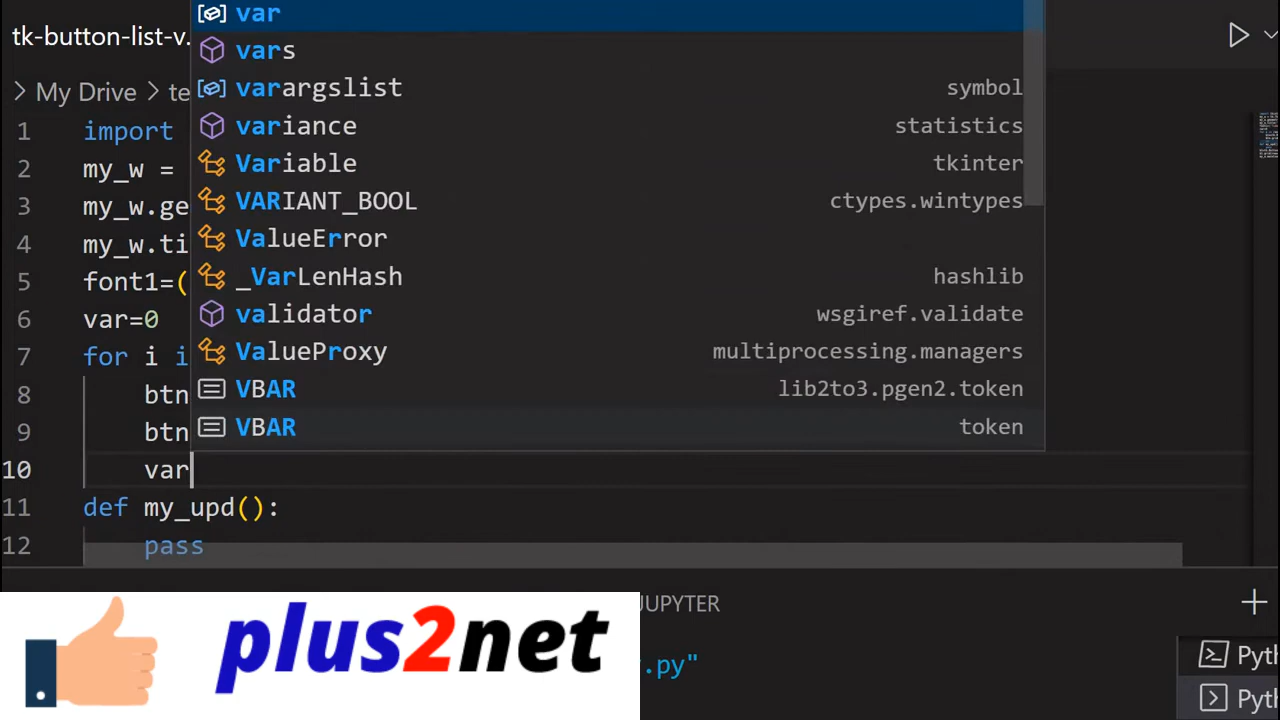 var
tk-button-list-v.
vars
> My Drive > te
varargslist symbol
1 import
variance statistics
2 my_w =
Variable tkinter
3 my_w.ge
VARIANT_BOOL ctypes.wintypes
4 my_w.ti
ValueError
5 font1=(
_VarLenHash hashlib
6 var=0
validator wsgiref.validate
7 for i i
ValueProxy multiprocessing.managers
8 btn
VBAR lib2to3.pgen2.token
9 btn
VBAR token
10 var
11 def my_upd():
12 pass
JUPYTER
plus2net
.py"
Pyth
Pyth